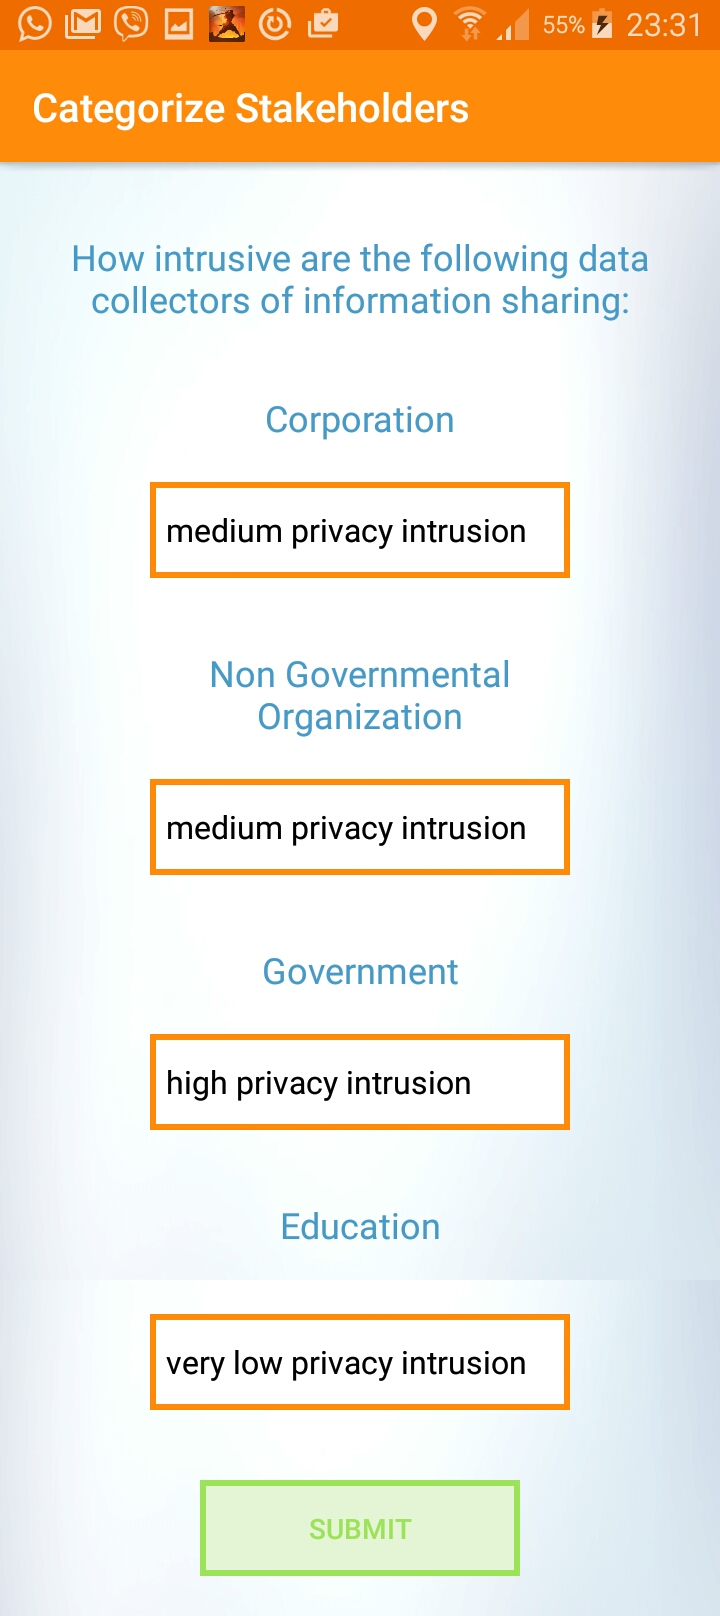 55% 23:31
Categorize Stakeholders
How intrusive are the following data
collectors of information sharing:
Corporation
medium privacy intrusion
Non Governmental
Organization
medium privacy intrusion
Government
high privacy intrusion
Education
very low privacy intrusion
SUBMIT